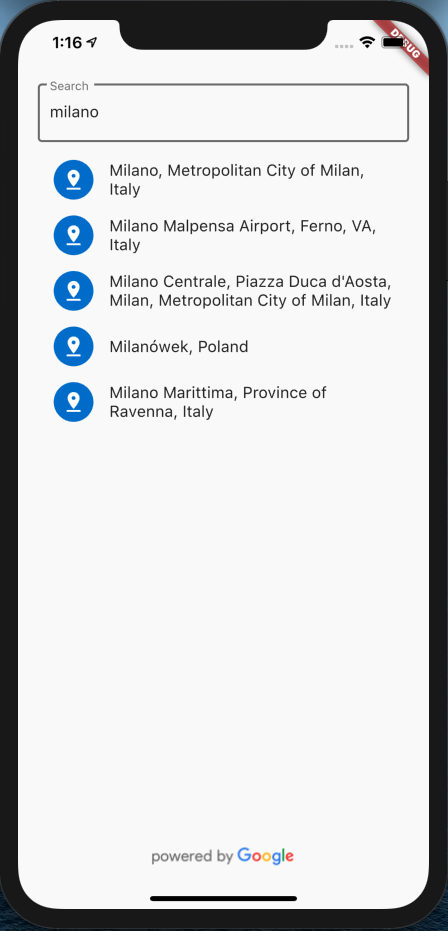 1:16
DEBUG
Search
milano
Milano, Metropolitan City of Milan,
Italy
Milano Malpensa Airport, Ferno, VA,
Italy
Milano Centrale, Piazza Duca d'Aosta,
Milan, Metropolitan City of Milan, Italy
Milanówek, Poland
Milano Marittima, Province of
Ravenna, Italy
powered by Google